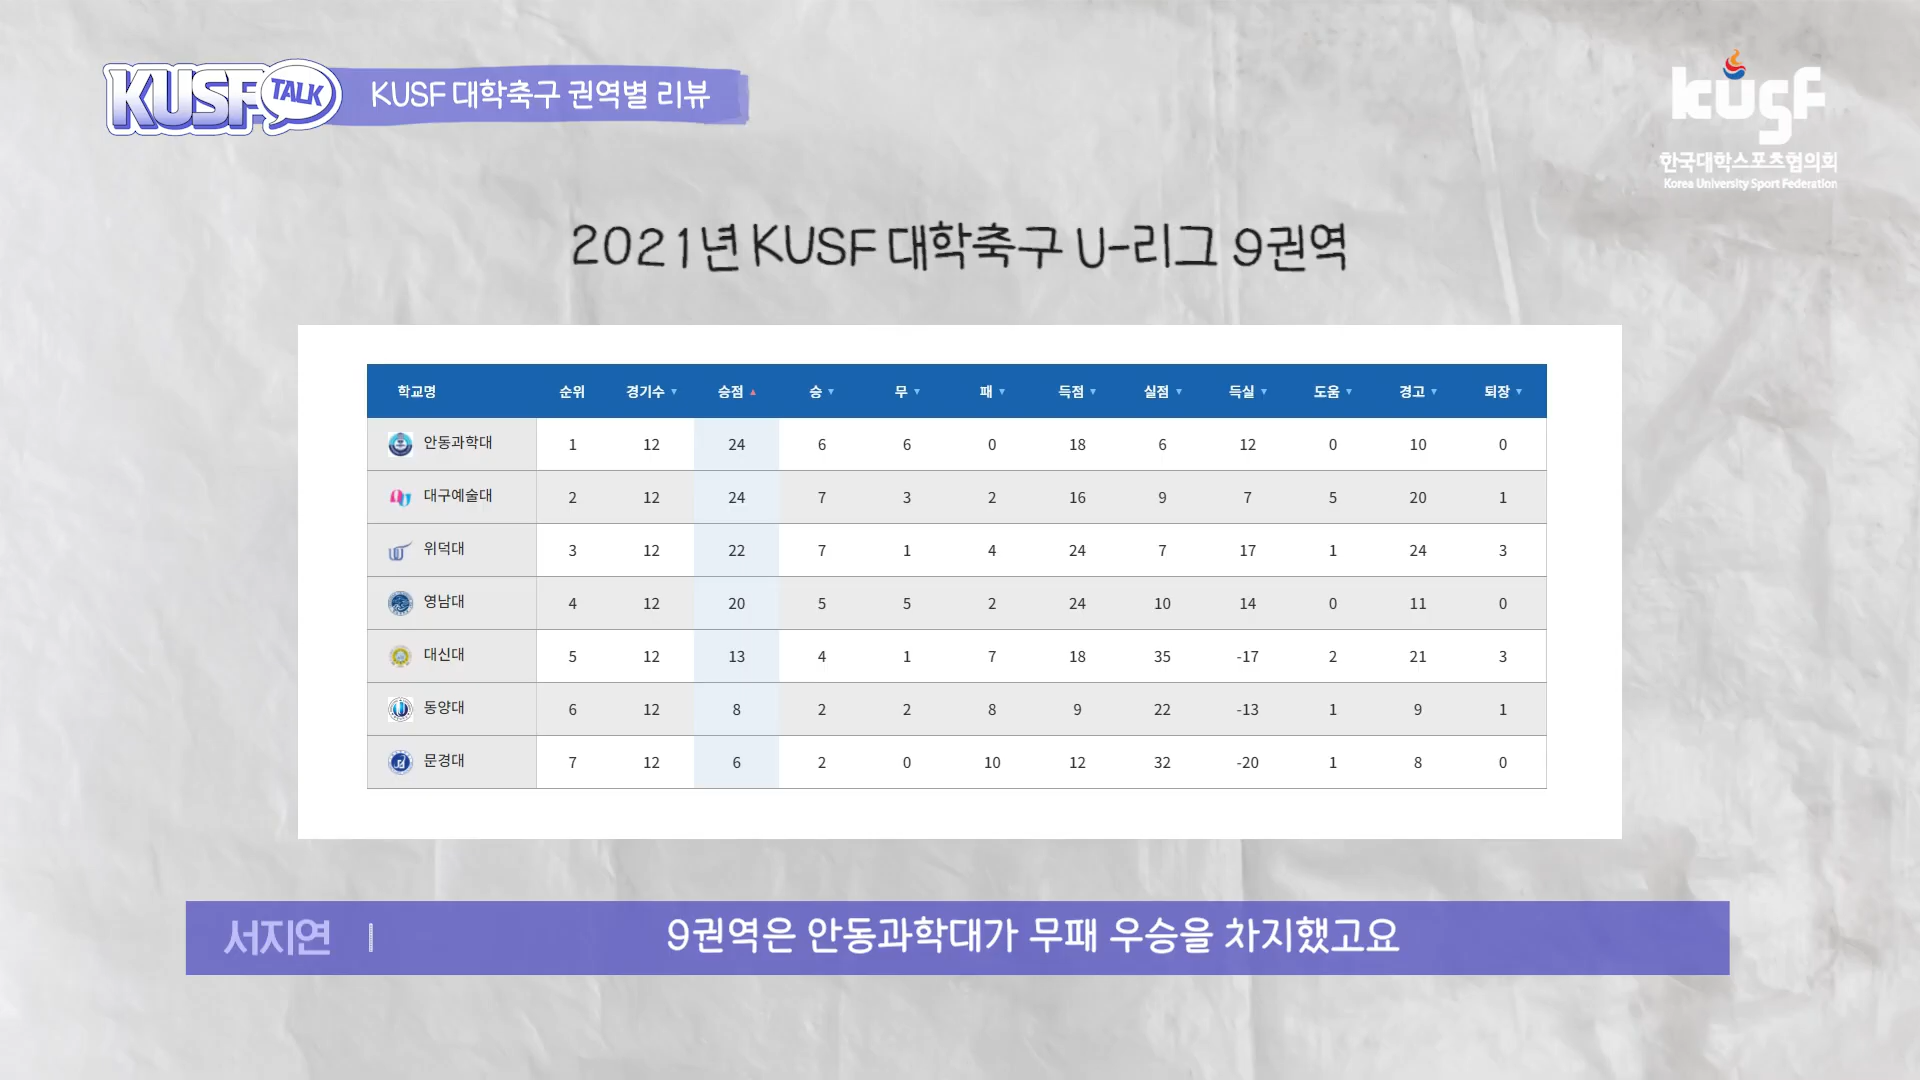 KUSF TALK KUSF 대학축구 권역별 리뷰
kusf
한국대학스포츠협의회
Korea University Sport Federation
2021년 KUSF 대학축구 U-리그 9권역
학교명 순위 경기수 승점 승 무 패 득점 실점 득실 도움 경고 퇴장
안동과학대 1 12 24 6 6 0 18 6 12 0 10 0
대구예술대 2 12 24 7 3 2 16 9 7 5 20 1
위덕대 3 12 22 7 1 4 24 7 17 1 24 3
영남대 4 12 20 5 5 2 24 10 14 0 11 0
대신대 5 12 13 4 1 7 18 35 -17 2 21 3
동양대 6 12 8 2 2 8 9 22 -13 1 9 1
문경대 7 12 6 2 0 10 12 32 -20 1 8 0
서지연 9권역은 안동과학대가 무패 우승을 차지했고요